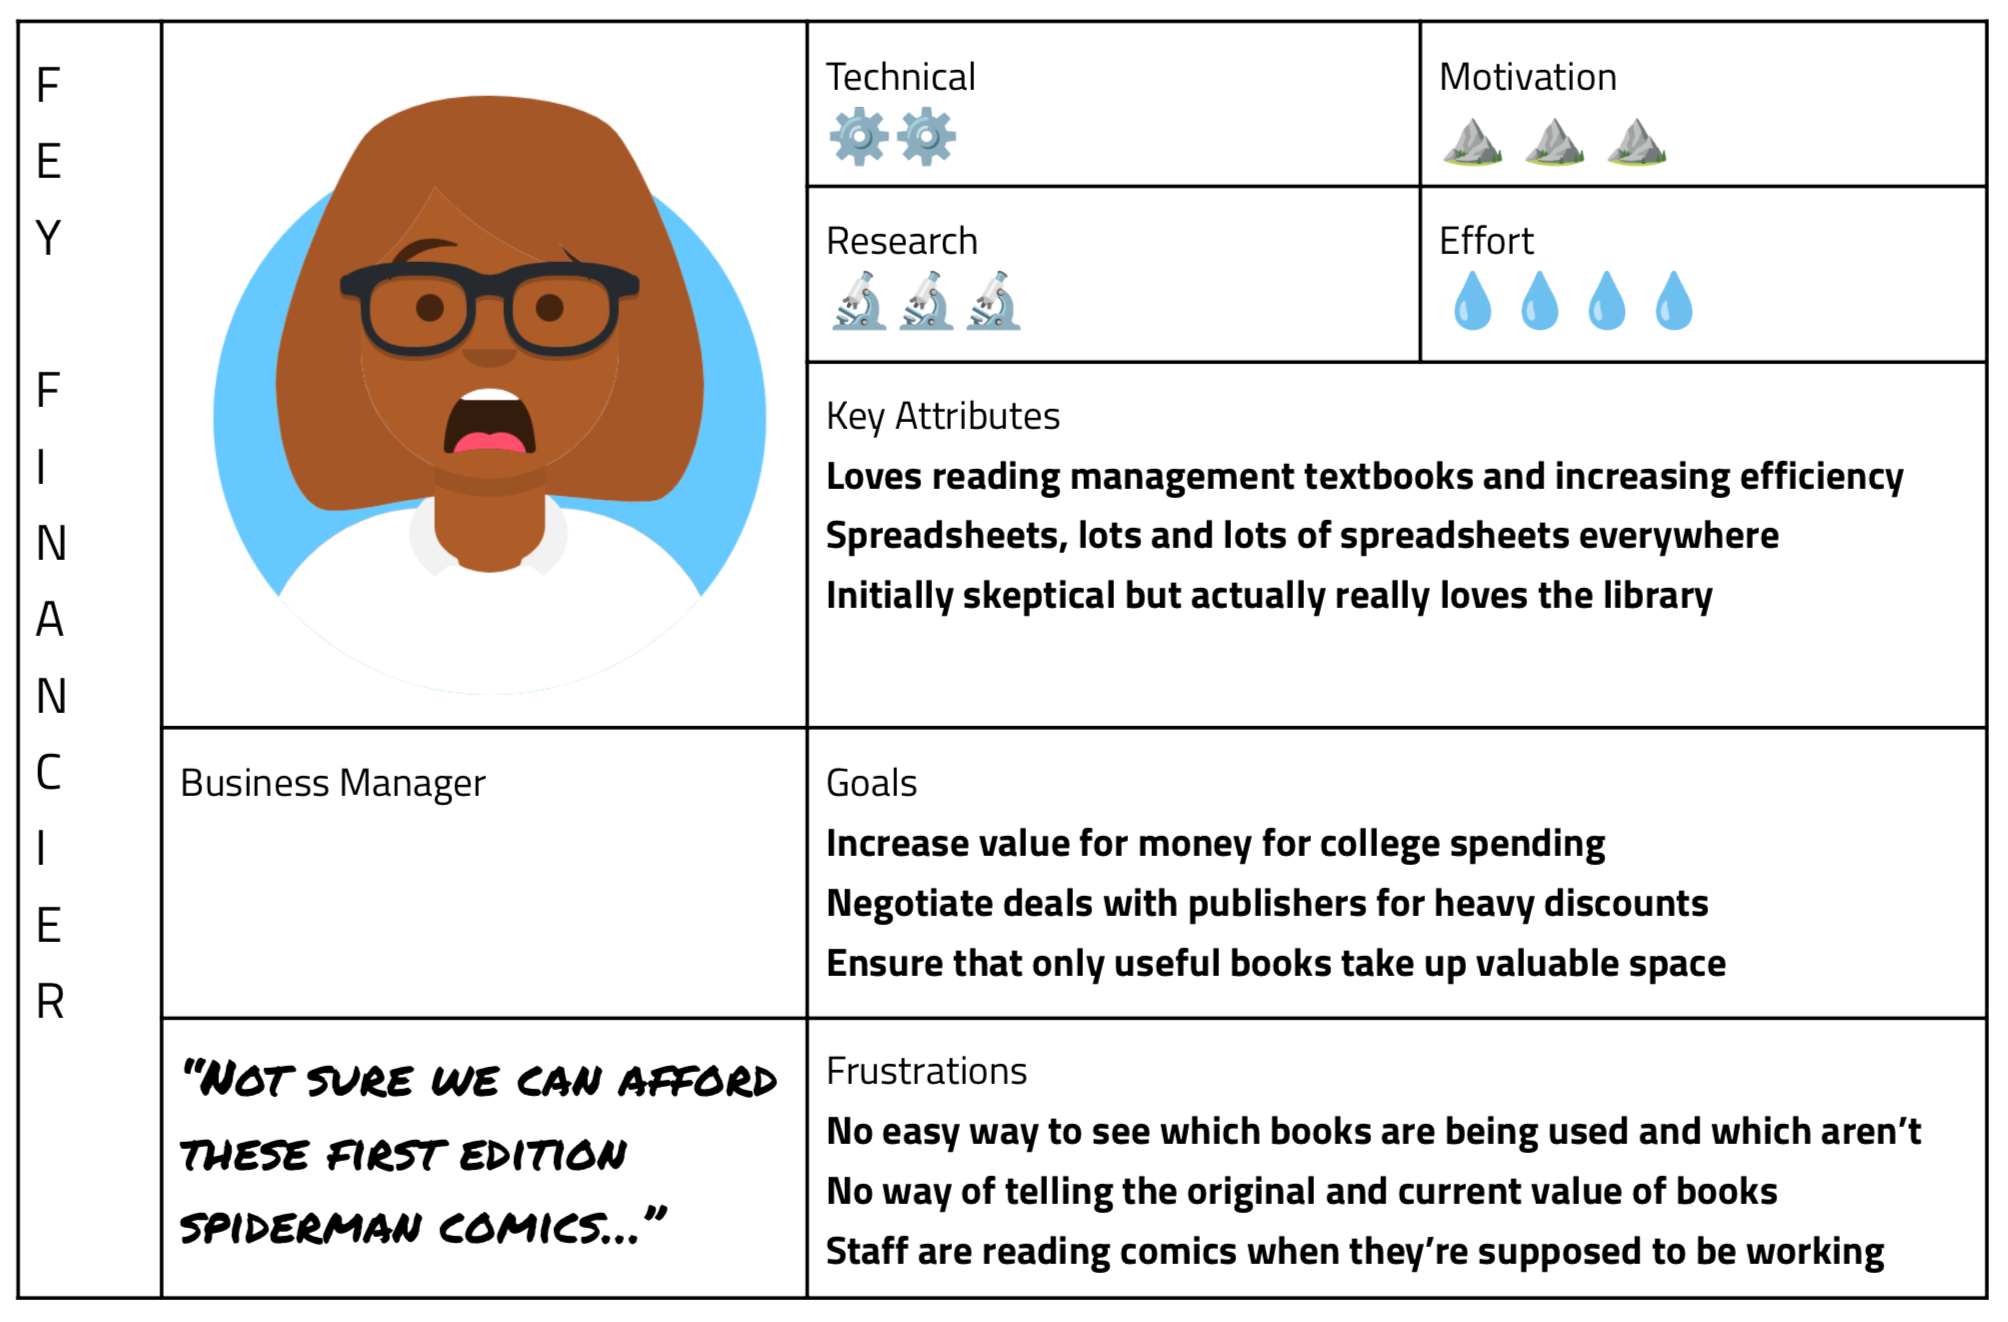 FEY FINANCIER
Technical
Motivation
Research
Effort
Key Attributes
Loves reading management textbooks and increasing efficiency
Spreadsheets, lots and lots of spreadsheets everywhere
Initially skeptical but actually really loves the library
Business Manager
Goals
Increase value for money for college spending
Negotiate deals with publishers for heavy discounts
Ensure that only useful books take up valuable space
“Not sure we can afford
these first edition
spiderman comics...”
Frustrations
No easy way to see which books are being used and which aren’t
No way of telling the original and current value of books
Staff are reading comics when they’re supposed to be working